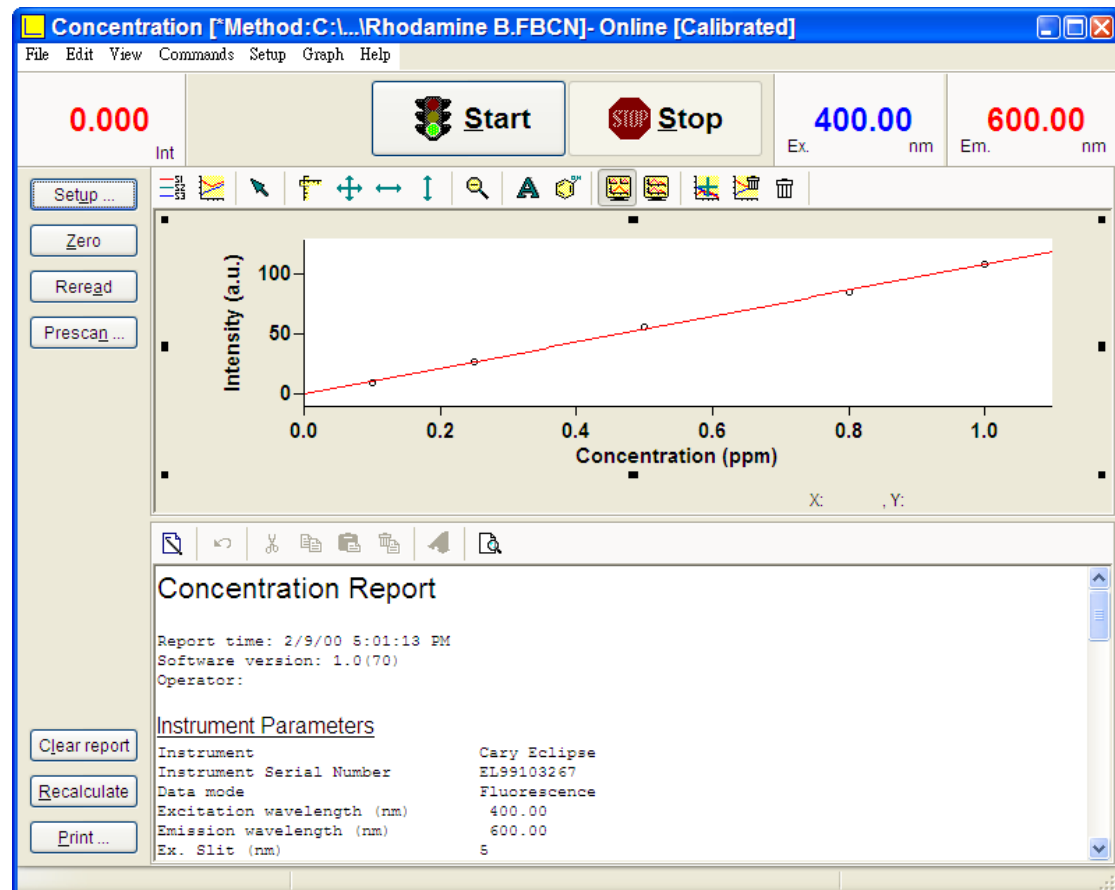 Concentration [*Method:C:\...\Rhodamine B.FBCN]- Online [Calibrated]
File Edit View Commands Setup Graph Help
0.000 Int
Start
STOP Stop
400.00 Ex. nm
600.00 Em. nm
Setup ...
Zero
Reread
Prescan ...
Intensity (a.u.)
100
50
0
0.0 0.2 0.4 0.6 0.8 1.0
Concentration (ppm)
X: , Y:
Concentration Report
Report time: 2/9/00 5:01:13 PM
Software version: 1.0(70)
Operator:
Instrument Parameters
Instrument Cary Eclipse
Instrument Serial Number EL99103267
Data mode Fluorescence
Excitation wavelength (nm) 400.00
Emission wavelength (nm) 600.00
Ex. Slit (nm) 5
Clear report
Recalculate
Print ...